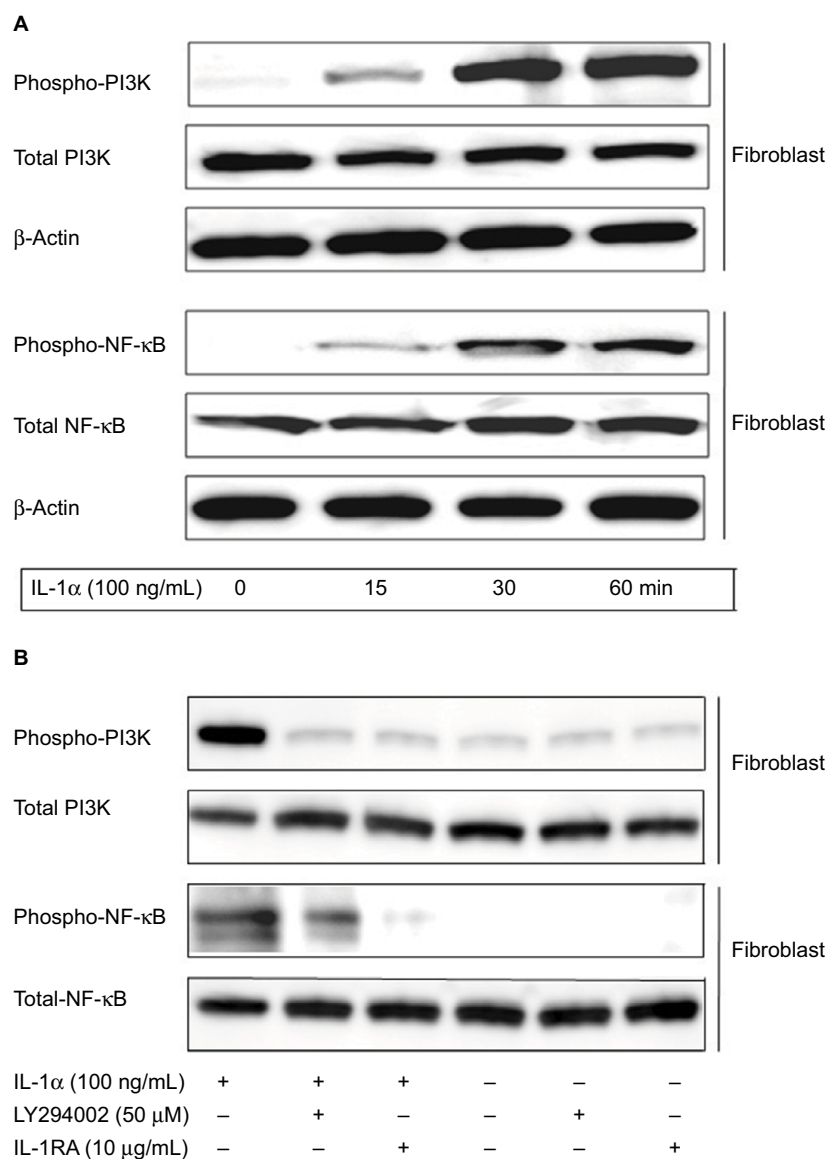 A
Phospho-PI3K
Total PI3K
Fibroblast
β-Actin
Phospho-NF-κB
Total NF-κB
Fibroblast
β-Actin
IL-1α (100 ng/mL) 0 15 30 60 min
B
Phospho-PI3K
Fibroblast
Total PI3K
Phospho-NF-κB
Fibroblast
Total-NF-κB
IL-1α (100 ng/mL) + + + – – –
LY294002 (50 μM) – + – – + –
IL-1RA (10 μg/mL) – – + – – +